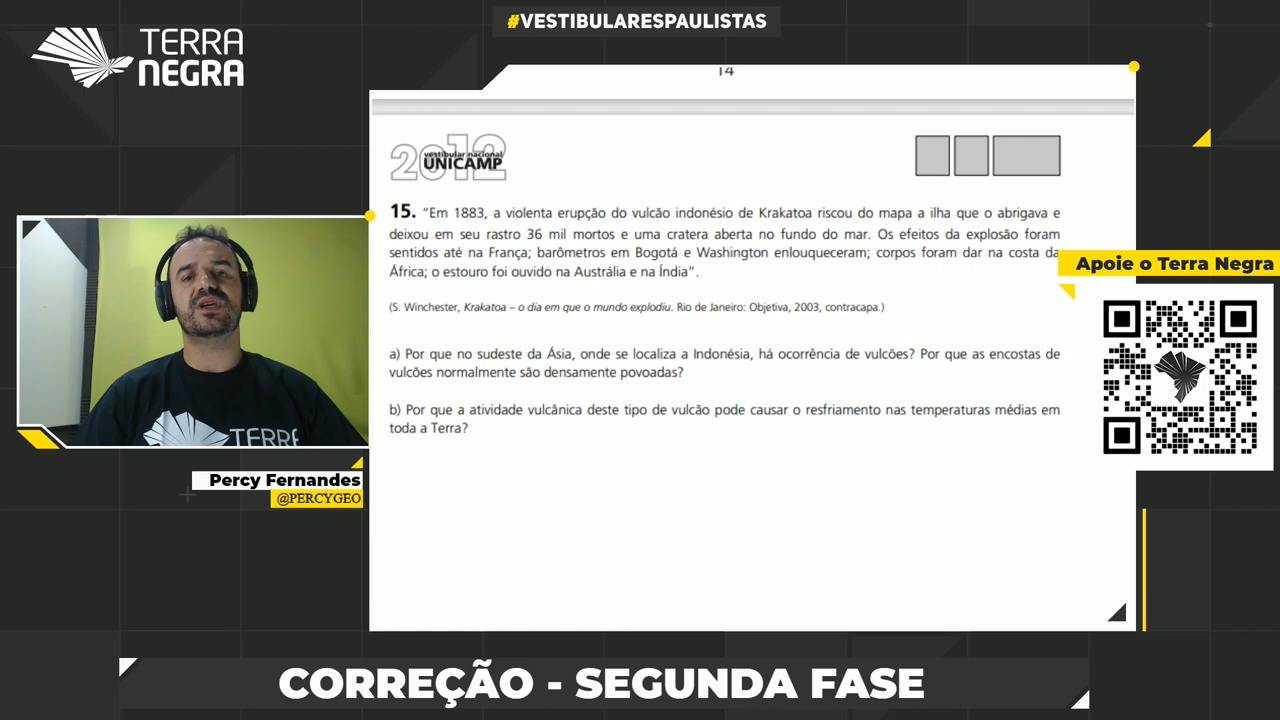 #VESTIBULARESPAULISTAS
TERRA
NEGRA
14
2012
vestibular nacional
UNICAMP
15. “Em 1883, a violenta erupção do vulcão indonésio de Krakatoa riscou do mapa a ilha que o abrigava e
deixou em seu rastro 36 mil mortos e uma cratera aberta no fundo do mar. Os efeitos da explosão foram
sentidos até na França; barômetros em Bogotá e Washington enlouqueceram; corpos foram dar na costa da
África; o estouro foi ouvido na Austrália e na Índia”.
(S. Winchester, Krakatoa – o dia em que o mundo explodiu. Rio de Janeiro: Objetiva, 2003, contracapa.)
a) Por que no sudeste da Ásia, onde se localiza a Indonésia, há ocorrência de vulcões? Por que as encostas de
vulcões normalmente são densamente povoadas?
b) Por que a atividade vulcânica deste tipo de vulcão pode causar o resfriamento nas temperaturas médias em
toda a Terra?
Apoie o Terra Negra
TERRA
Percy Fernandes
@PERCYGEO
CORREÇÃO - SEGUNDA FASE